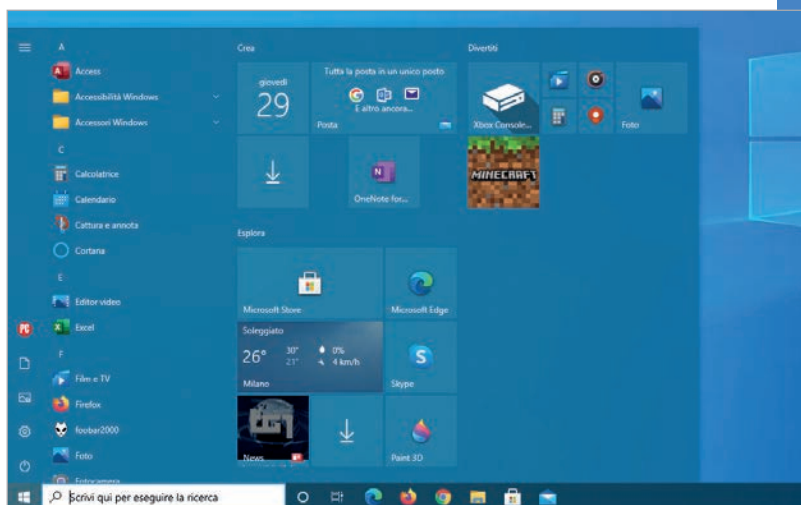 A
Access
Accessibilità Windows
Accessori Windows
C
Calcolatrice
Calendario
Cattura e annota
Cortana
E
Editor video
Excel
F
Film e TV
Firefox
foobar2000
Foto
Fotocamera
PC
Crea
giovedì
29
Tutta la posta in un unico posto
E altro ancora...
Posta
OneNote for...
Esplora
Microsoft Store
Microsoft Edge
Soleggiato
26°
30°
21°
0%
4 km/h
Milano
Skype
News
Paint 3D
Divertiti
Xbox Console...
Foto
MINECRAFT
Scrivi qui per eseguire la ricerca